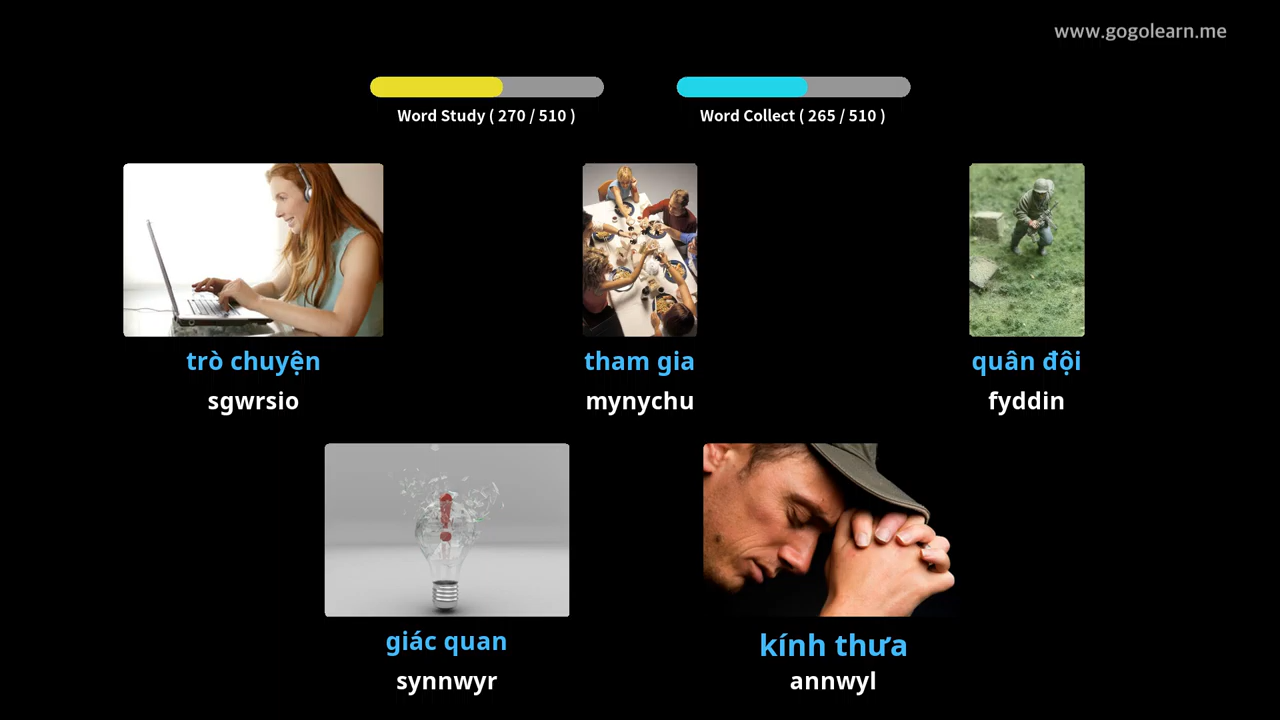 www.gogolearn.me
Word Study ( 270 / 510 )
Word Collect ( 265 / 510 )
trò chuyện
sgwrsio
tham gia
mynychu
quân đội
fyddin
giác quan
synnwyr
kính thưa
annwyl